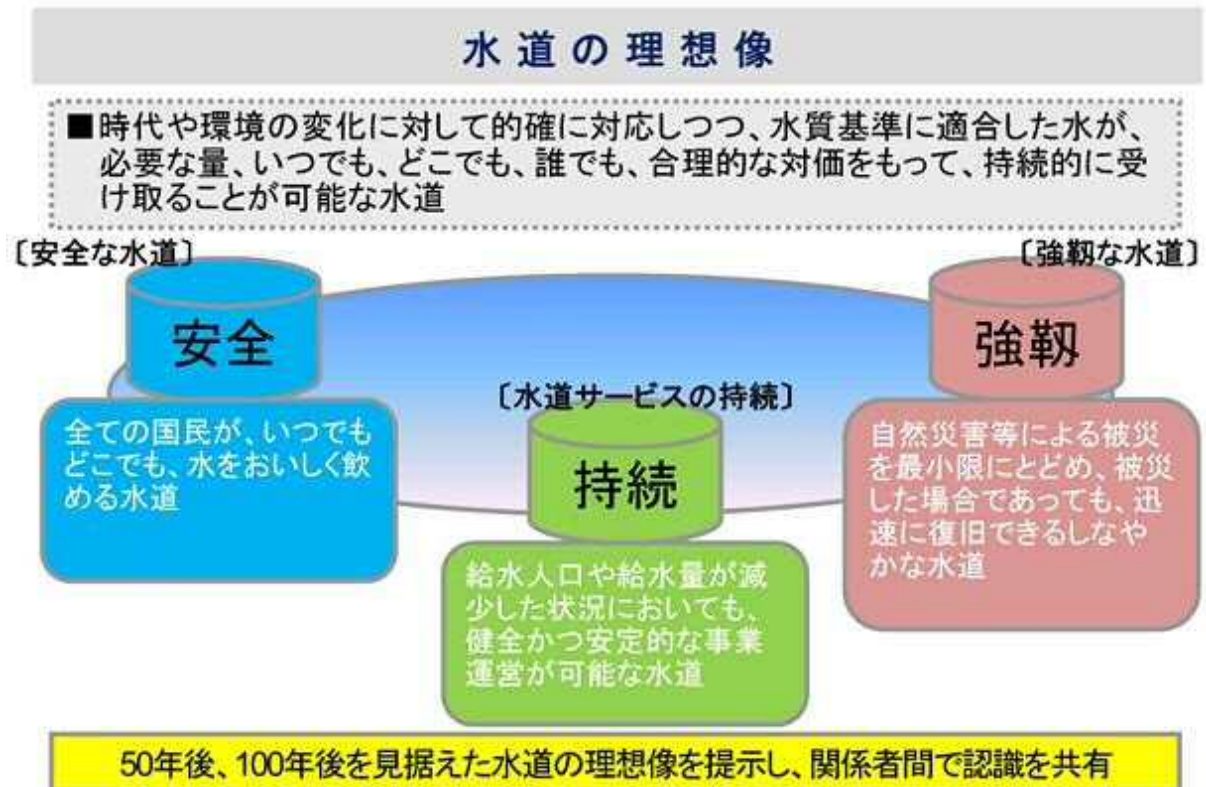 水道の理想像
■時代や環境の変化に対して的確に対応しつつ、水質基準に適合した水が、
必要な量、いつでも、どこでも、誰でも、合理的な対価をもって、持続的に受
け取ることが可能な水道
〔安全な水道〕
安全
全ての国民が、いつでも
どこでも、水をおいしく飲
める水道
〔水道サービスの持続〕
持続
給水人口や給水量が減
少した状況においても、
健全かつ安定的な事業
運営が可能な水道
〔強靭な水道〕
強靭
自然災害等による被災
を最小限にとどめ、被災
した場合であっても、迅
速に復旧できるしなや
かな水道
50年後、100年後を見据えた水道の理想像を提示し、関係者間で認識を共有